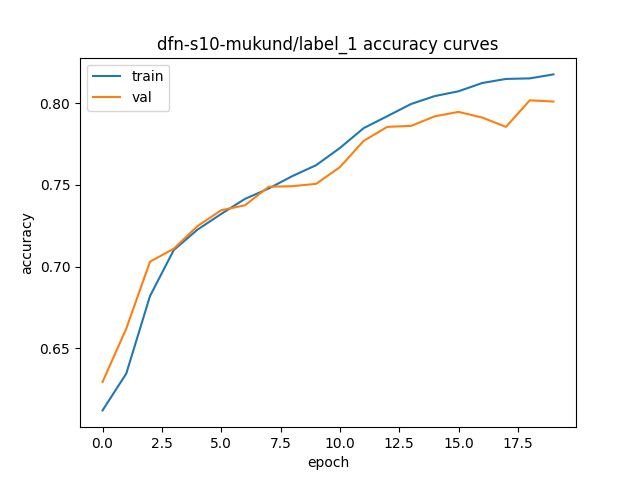 dfn-s10-mukund/label_1 accuracy curves
train
val
0.80
0.75
0.70
0.65
accuracy
0.0 2.5 5.0 7.5 10.0 12.5 15.0 17.5
epoch